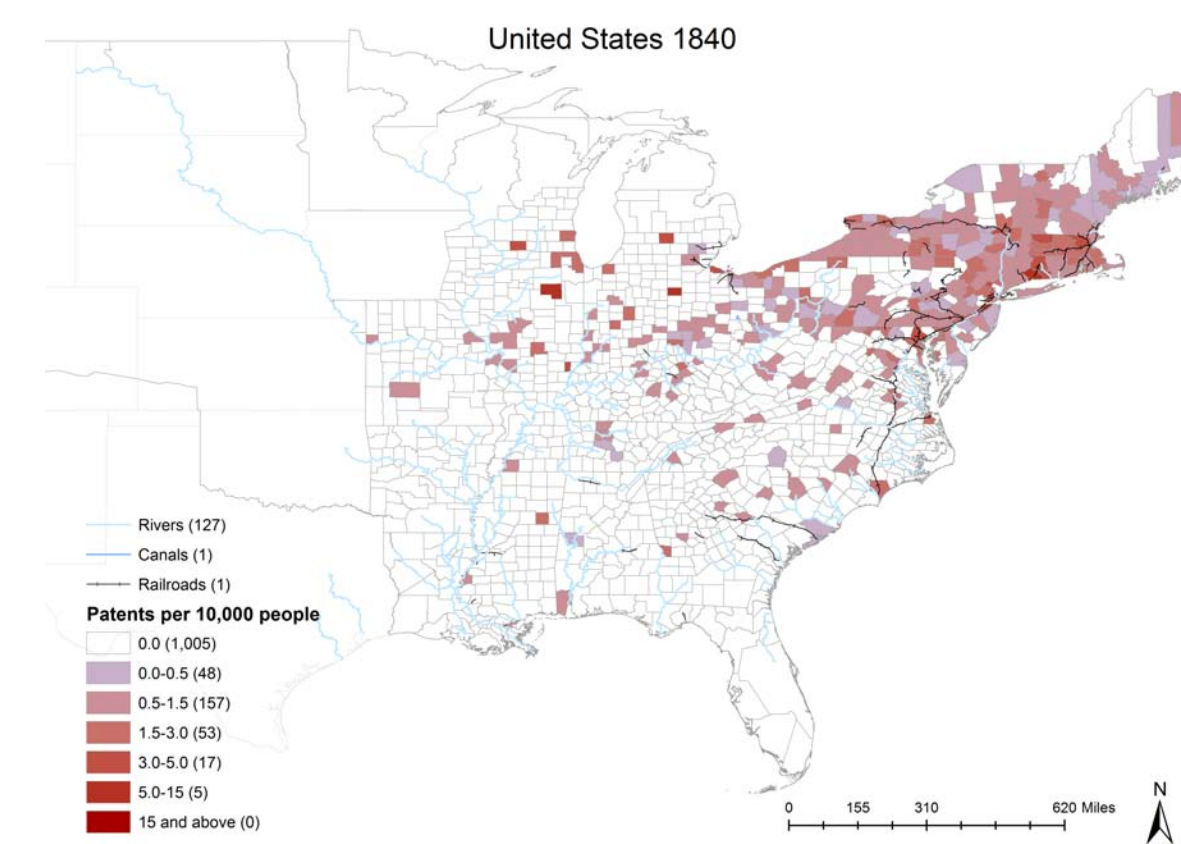 United States 1840
Rivers (127)
Canals (1)
Railroads (1)
Patents per 10,000 people
0.0 (1,005)
0.0-0.5 (48)
0.5-1.5 (157)
1.5-3.0 (53)
3.0-5.0 (17)
5.0-15 (5)
15 and above (0)
0 155 310 620 Miles
N